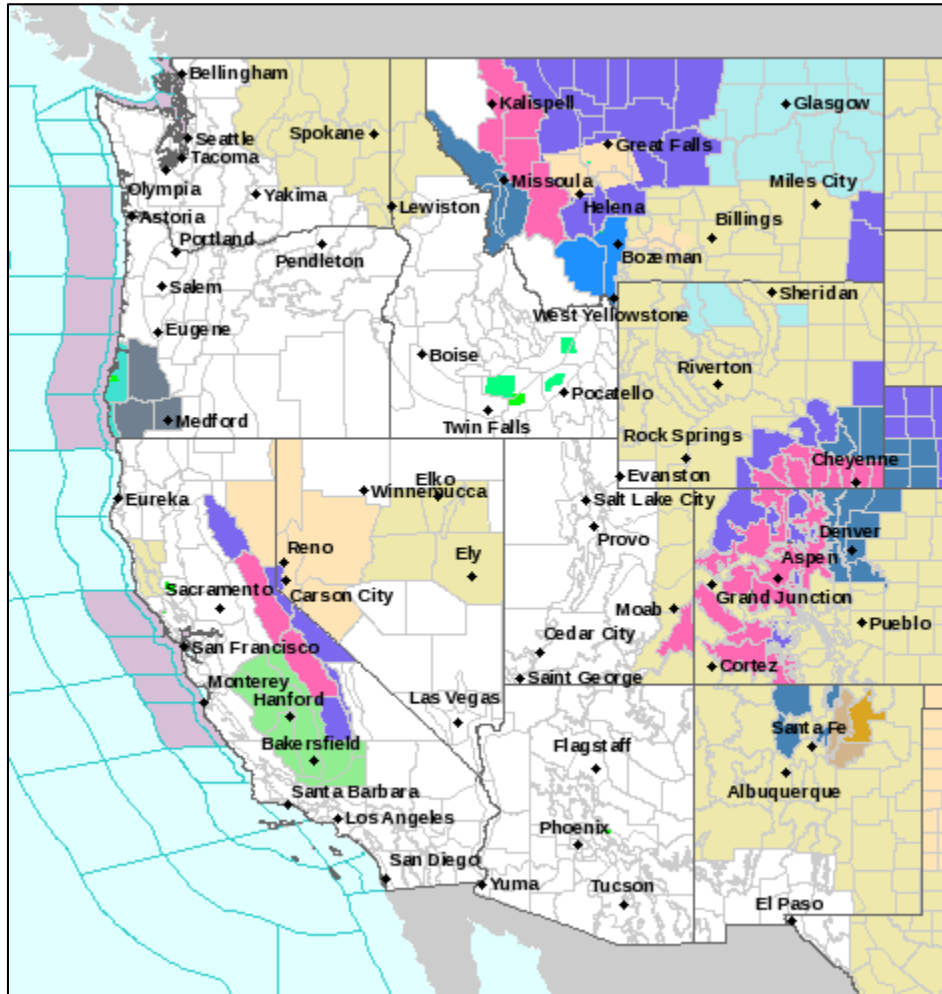 Bellingham
Kalispell
Glasgow
Spokane
Seattle
Great Falls
Tacoma
Missoula
Miles City
Olympia
Yakima
Helena
Lewiston
Astoria
Billings
Portland
Bozeman
Pendleton
Salem
Sheridan
West Yellowstone
Eugene
Boise
Riverton
Pocatello
Medford
Twin Falls
Rock Springs
Cheyenne
Elko
Evanston
Eureka
Winnemucca
Salt Lake City
Denver
Provo
Reno
Ely
Aspen
Sacramento
Carson City
Grand Junction
Moab
Pueblo
Cedar City
San Francisco
Cortez
Saint George
Monterey
Hanford
Las Vegas
Santa Fe
Bakersfield
Flagstaff
Albuquerque
Santa Barbara
Los Angeles
Phoenix
San Diego
Yuma
Tucson
El Paso